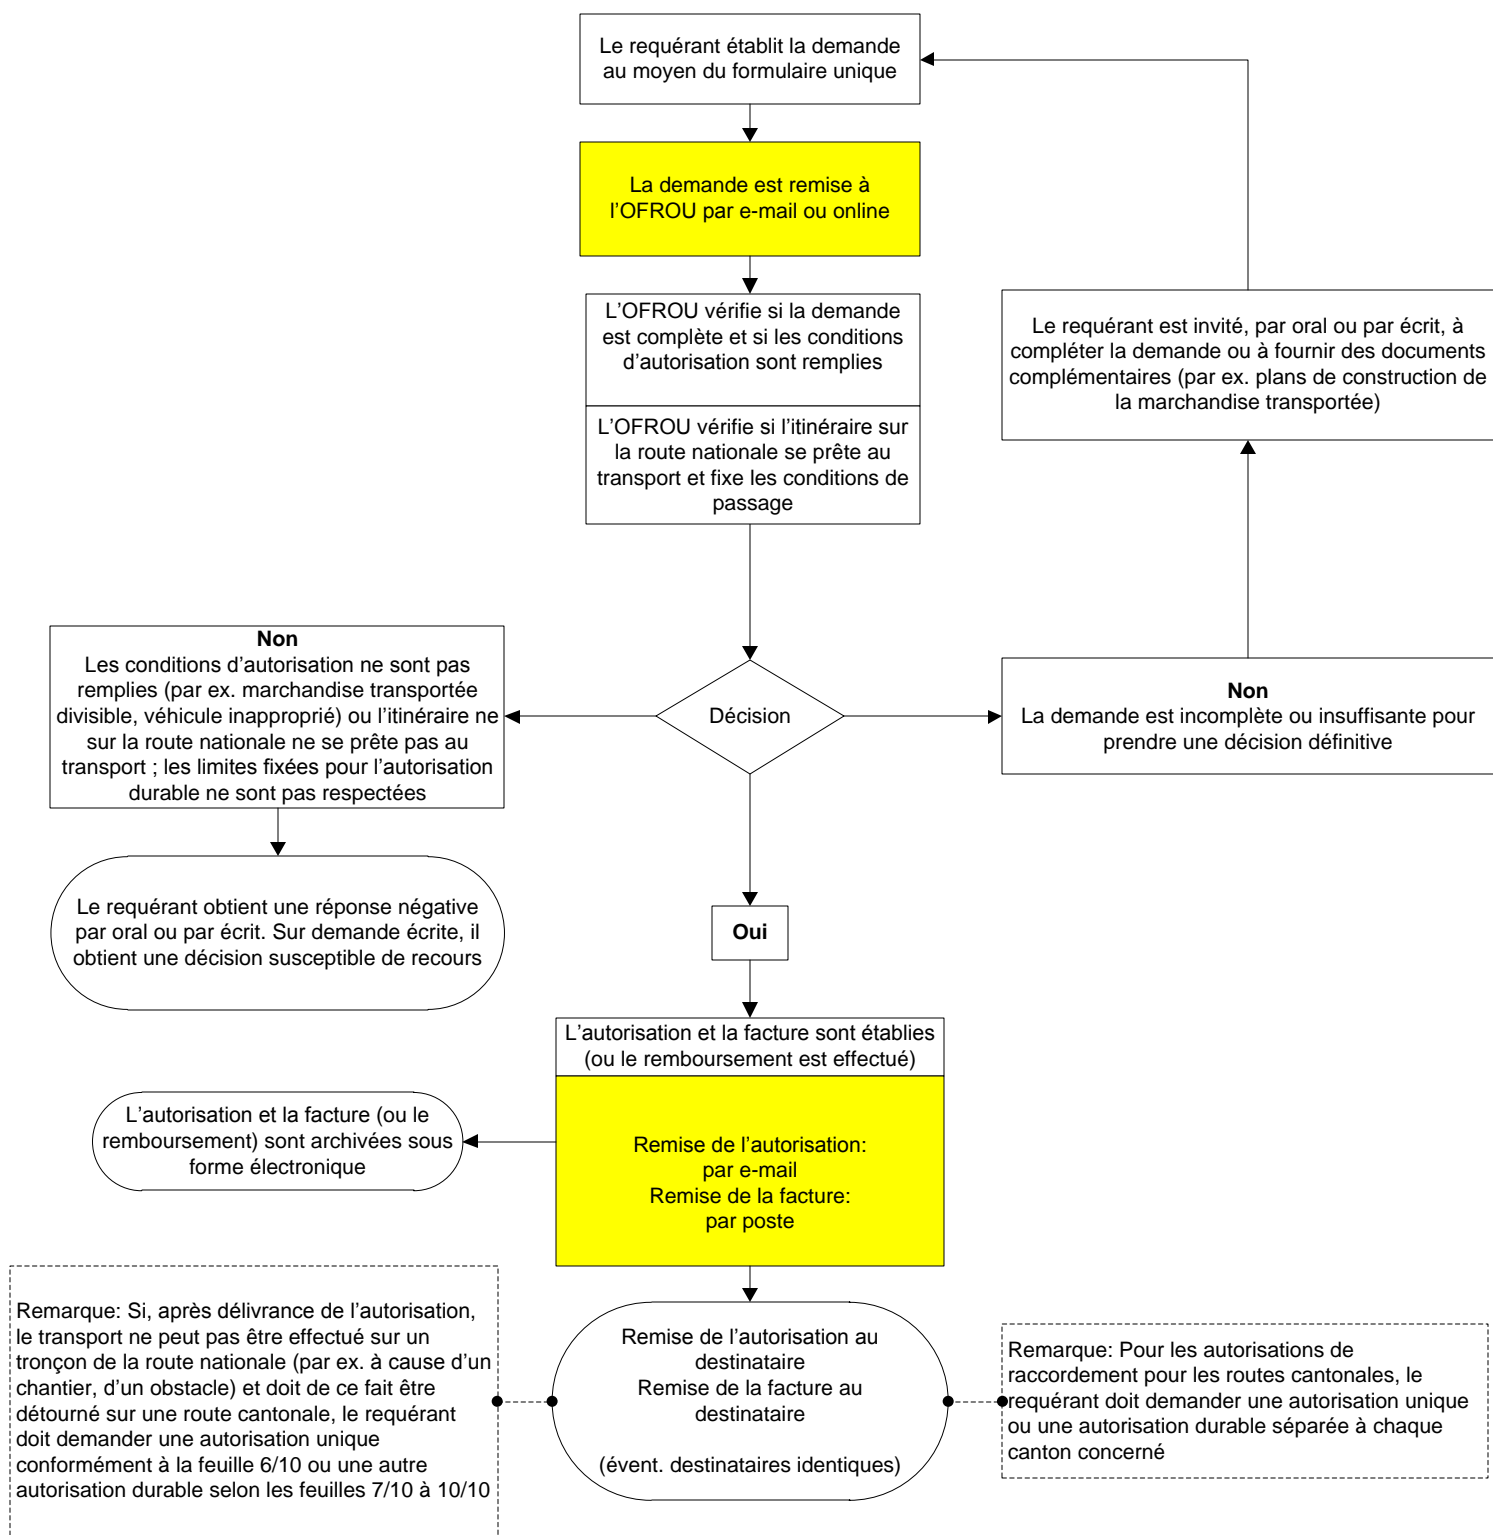 Le requérant établit la demande
au moyen du formulaire unique
La demande est remise à
l'OFROU par e-mail ou online
L'OFROU vérifie si la demande
est complète et si les conditions
d'autorisation sont remplies
L'OFROU vérifie si l'itinéraire sur
la route nationale se prête au
transport et fixe les conditions de
passage
Le requérant est invité, par oral ou par écrit, à
compléter la demande ou à fournir des documents
complémentaires (par ex. plans de construction de
la marchandise transportée)
Non
Les conditions d'autorisation ne sont pas
remplies (par ex. marchandise transportée
divisible, véhicule inapproprié) ou l'itinéraire ne
sur la route nationale ne se prête pas au
transport ; les limites fixées pour l'autorisation
durable ne sont pas respectées
Décision
Non
La demande est incomplète ou insuffisante pour
prendre une décision définitive
Le requérant obtient une réponse négative
par oral ou par écrit. Sur demande écrite, il
obtient une décision susceptible de recours
Oui
L'autorisation et la facture sont établies
(ou le remboursement est effectué)
L'autorisation et la facture (ou le
remboursement) sont archivées sous
forme électronique
Remise de l'autorisation:
par e-mail
Remise de la facture:
par poste
Remarque: Si, après délivrance de l'autorisation,
le transport ne peut pas être effectué sur un
tronçon de la route nationale (par ex. à cause d'un
chantier, d'un obstacle) et doit de ce fait être
détourné sur une route cantonale, le requérant
doit demander une autorisation unique
conformément à la feuille 6/10 ou une autre
autorisation durable selon les feuilles 7/10 à 10/10
Remise de l'autorisation au
destinataire
Remise de la facture au
destinataire
(évent. destinataires identiques)
Remarque: Pour les autorisations de
raccordement pour les routes cantonales, le
requérant doit demander une autorisation unique
ou une autorisation durable séparée à chaque
canton concerné